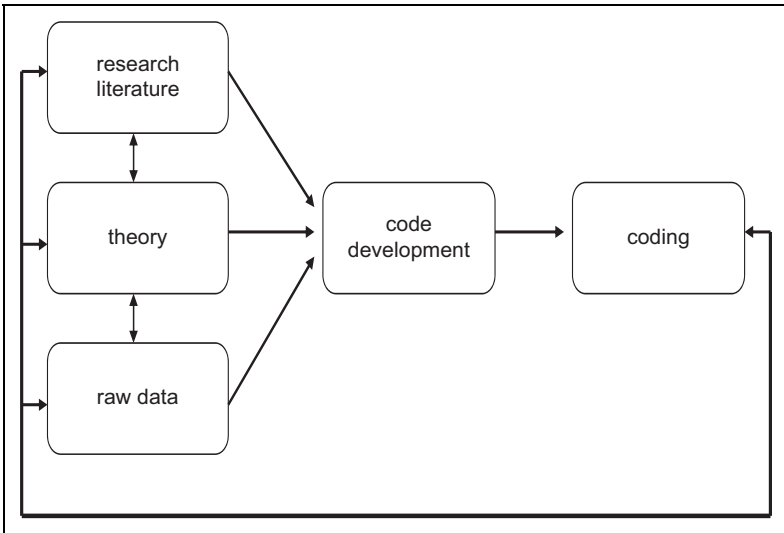 research
literature
theory
raw data
code
development
coding